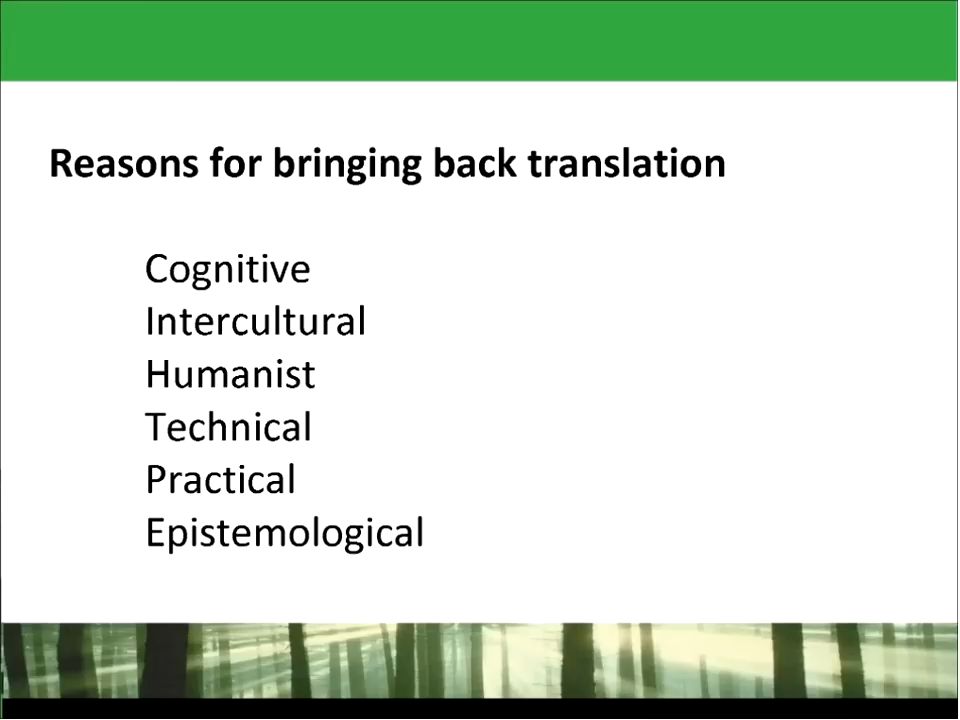 Reasons for bringing back translation
Cognitive
Intercultural
Humanist
Technical
Practical
Epistemological